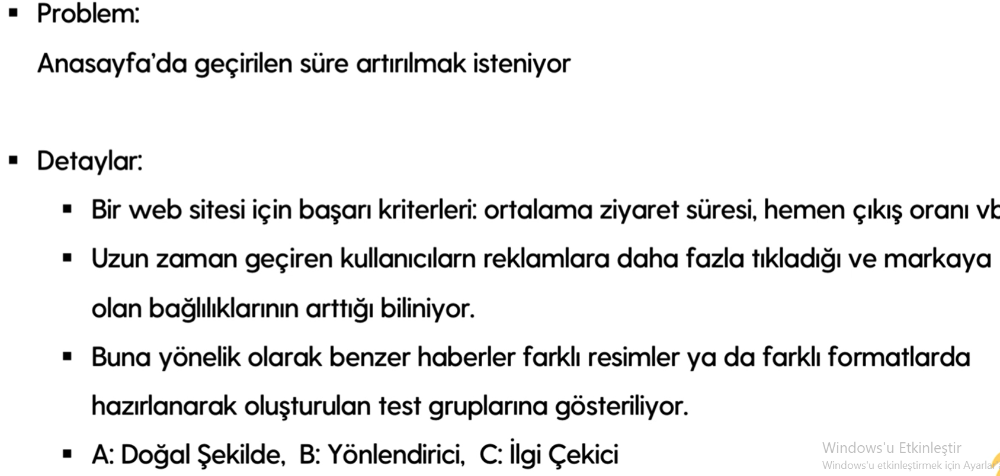 ▪ Problem:
Anasayfa'da geçirilen süre artırılmak isteniyor
▪ Detaylar:
▪ Bir web sitesi için başarı kriterleri: ortalama ziyaret süresi, hemen çıkış oranı vb
▪ Uzun zaman geçiren kullanıcılarn reklamlara daha fazla tıkladığı ve markaya
olan bağlılıklarının arttığı biliniyor.
▪ Buna yönelik olarak benzer haberler farklı resimler ya da farklı formatlarda
hazırlanarak oluşturulan test gruplarına gösteriliyor.
▪ A: Doğal Şekilde, B: Yönlendirici, C: İlgi Çekici
Windows'u Etkinleştir
Windows'u etkinleştirmek için Ayarlar'a